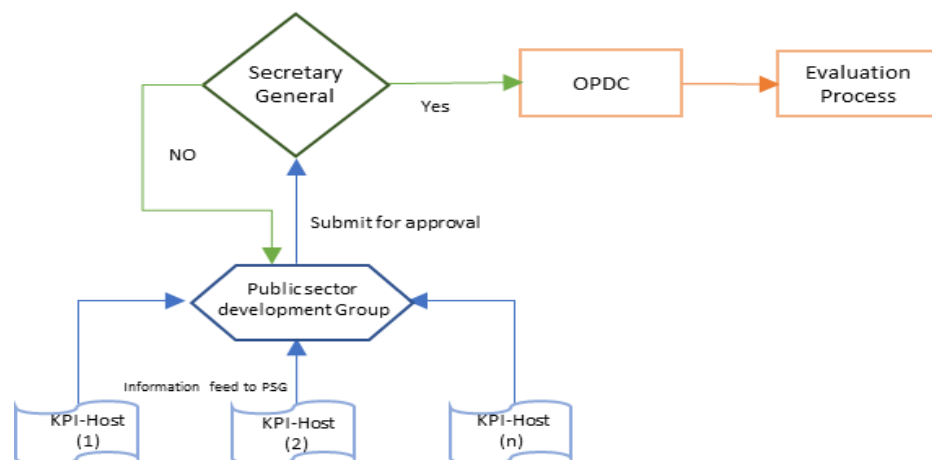 Secretary
General
OPDC
Evaluation
Process
Yes
NO
Submit for approval
Public sector
development Group
Information feed to PSG
KPI-Host
(1)
KPI-Host
(2)
KPI-Host
(n)